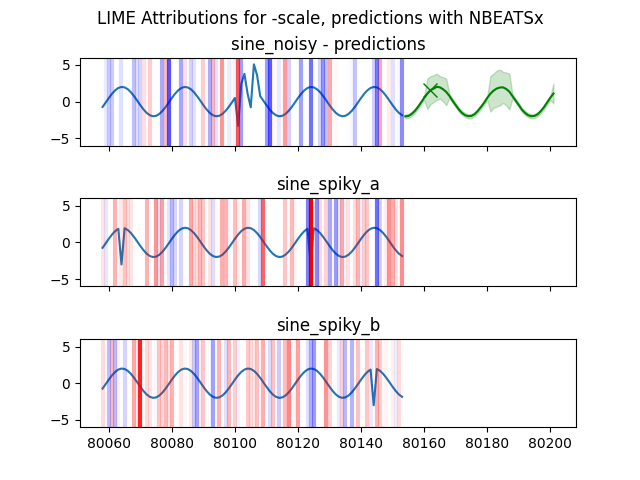 LIME Attributions for -scale, predictions with NBEATSx
sine_noisy - predictions
5
0
−5
sine_spiky_a
5
0
−5
sine_spiky_b
5
0
−5
80060 80080 80100 80120 80140 80160 80180 80200